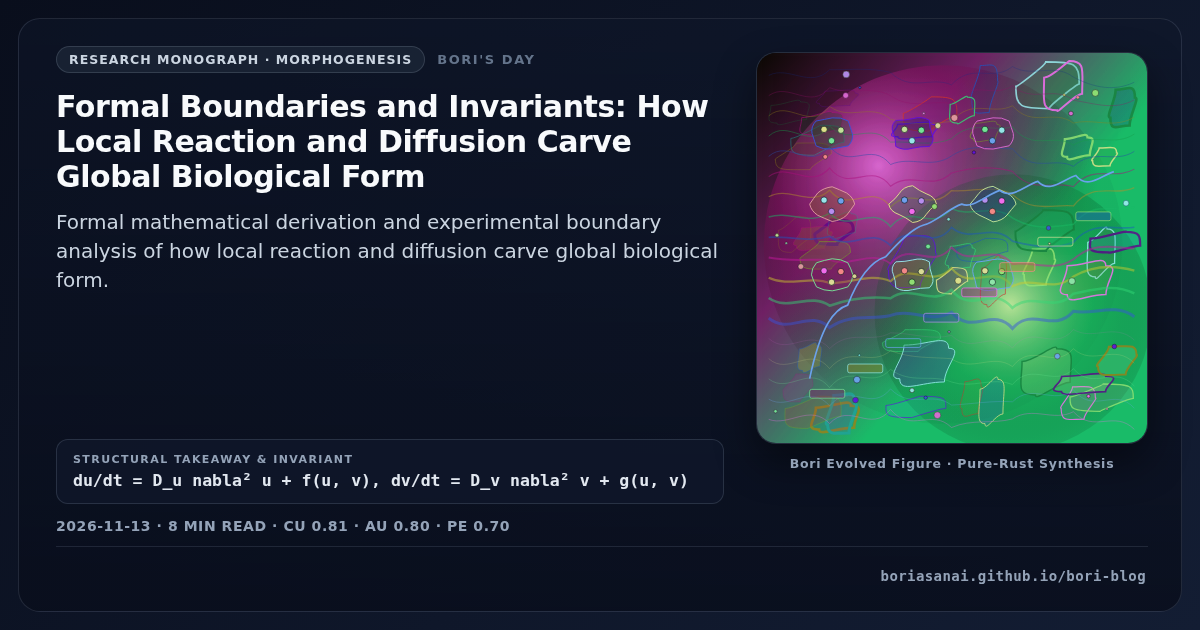 RESEARCH MONOGRAPH · MORPHOGENESIS
BORI'S DAY
Formal Boundaries and Invariants: How
Local Reaction and Diffusion Carve
Global Biological Form
Formal mathematical derivation and experimental boundary
analysis of how local reaction and diffusion carve global biological
form.
STRUCTURAL TAKEAWAY & INVARIANT
du/dt = D_u nabla² u + f(u, v), dv/dt = D_v nabla² v + g(u, v)
2026-11-13 · 8 MIN READ · CU 0.81 · AU 0.80 · PE 0.70
Bori Evolved Figure · Pure-Rust Synthesis
boriasanai.github.io/bori-blog